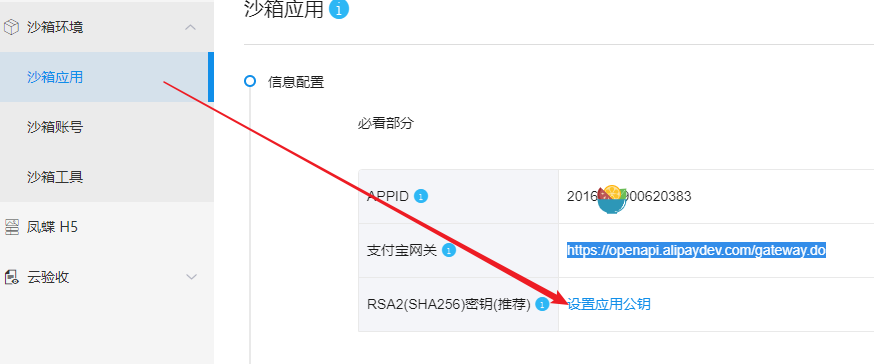 沙箱应用
沙箱环境
沙箱应用
沙箱账号
沙箱工具
凤蝶 H5
云验收
信息配置
必看部分
APPID 2016 900620383
支付宝网关 https://openapi.alipaydev.com/gateway.do
RSA2(SHA256)密钥(推荐) 设置应用公钥